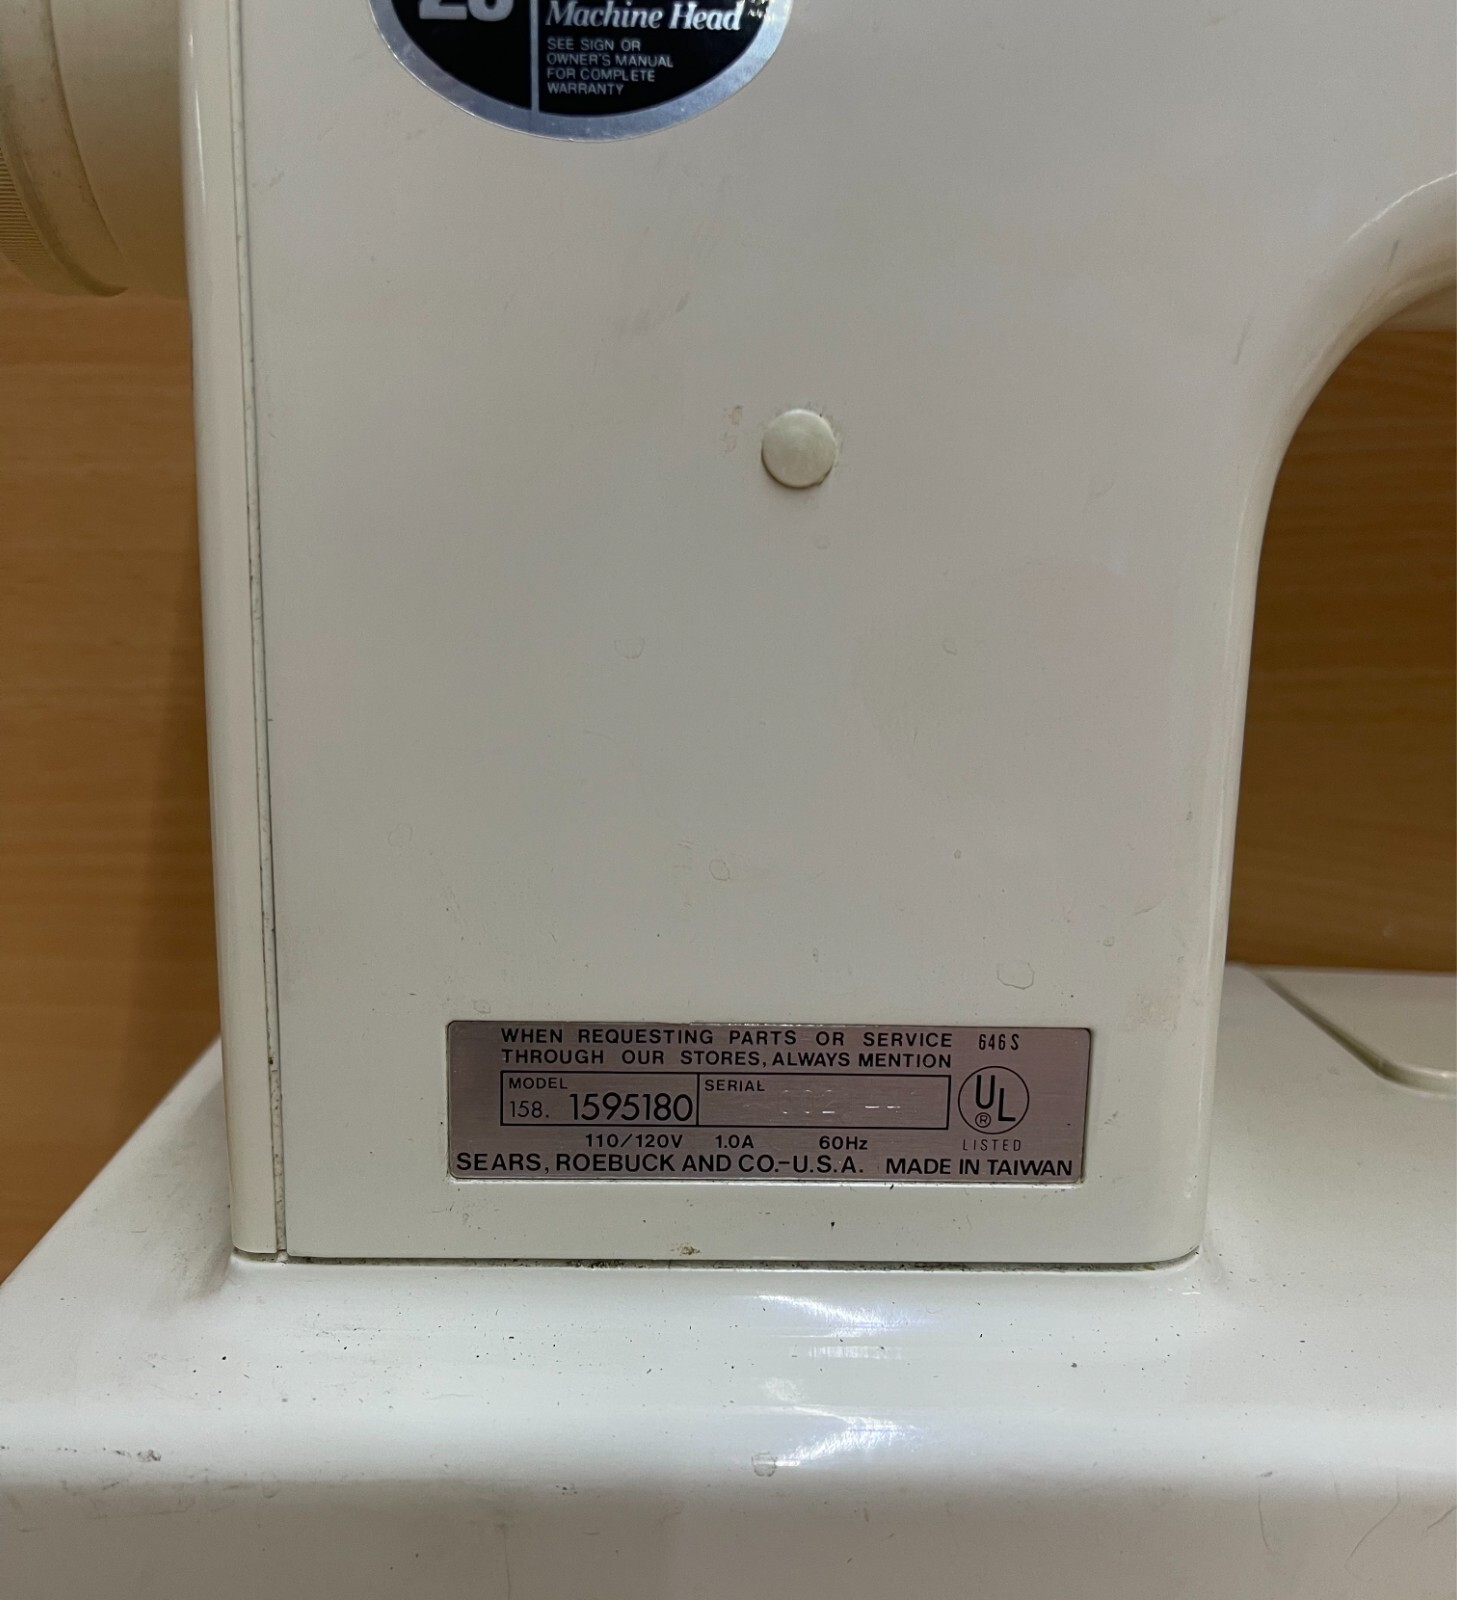 Machine Head
SEE SIGN OR
OWNER'S MANUAL
FOR COMPLETE
WARRANTY
WHEN REQUESTING PARTS OR SERVICE 646S
THROUGH OUR STORES, ALWAYS MENTION
MODEL SERIAL
158. 1595180
UL
®
LISTED
110/120V 1.0A 60Hz
SEARS, ROEBUCK AND CO.-U.S.A. MADE IN TAIWAN